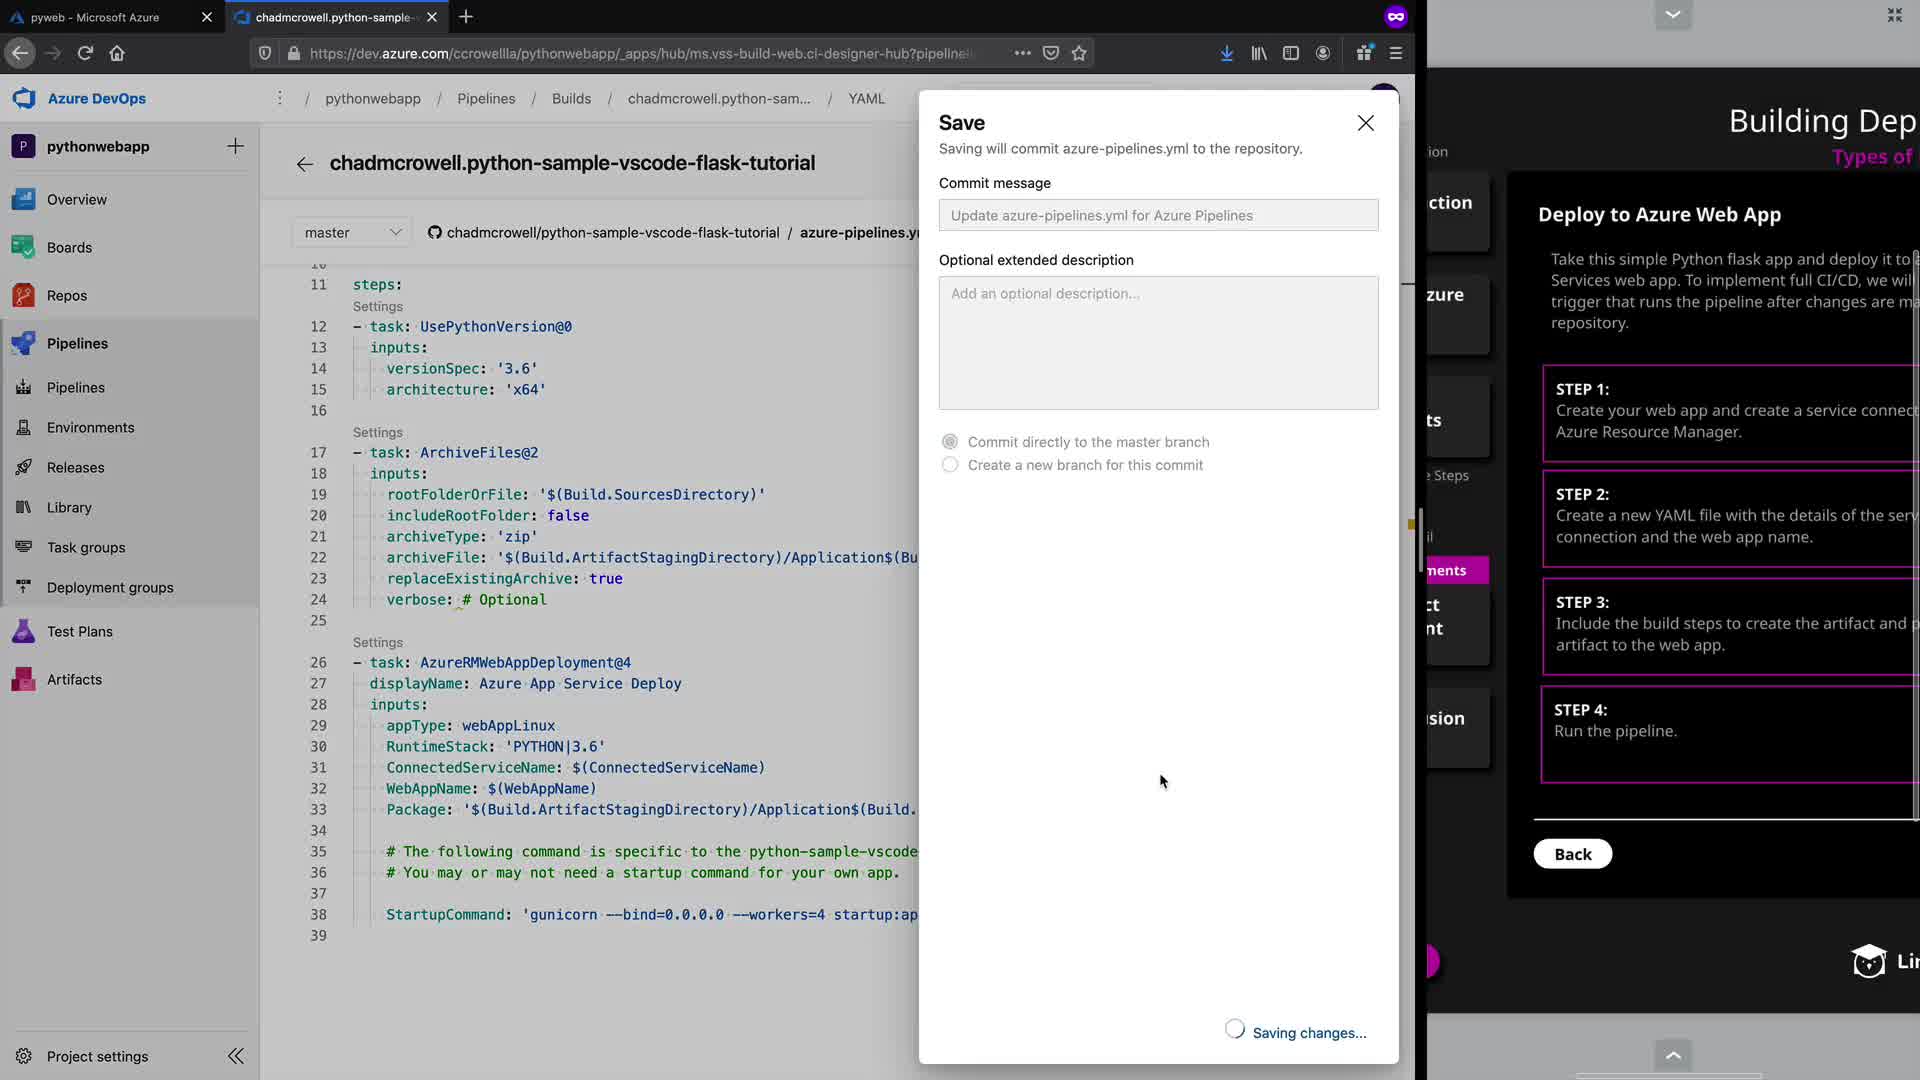 pyweb - Microsoft Azure
chadmcrowell.python-sample-
https://dev.azure.com/ccrowellla/pythonwebapp/_apps/hub/ms.vss-build-web.ci-designer-hub?pipelineI
Azure DevOps
pythonwebapp / Pipelines / Builds / chadmcrowell.python-sam... / YAML
P pythonwebapp
Overview
Boards
Repos
Pipelines
Pipelines
Environments
Releases
Library
Task groups
Deployment groups
Test Plans
Artifacts
Project settings
chadmcrowell.python-sample-vscode-flask-tutorial
master
chadmcrowell/python-sample-vscode-flask-tutorial / azure-pipelines.y
10
11 steps:
Settings
12 - task: UsePythonVersion@0
13 inputs:
14 versionSpec: '3.6'
15 architecture: 'x64'
16
Settings
17 - task: ArchiveFiles@2
18 inputs:
19 rootFolderOrFile: '$(Build.SourcesDirectory)'
20 includeRootFolder: false
21 archiveType: 'zip'
22 archiveFile: '$(Build.ArtifactStagingDirectory)/Application$(Bu
23 replaceExistingArchive: true
24 verbose: # Optional
25
Settings
26 - task: AzureRMWebAppDeployment@4
27 displayName: Azure App Service Deploy
28 inputs:
29 appType: webAppLinux
30 RuntimeStack: 'PYTHON|3.6'
31 ConnectedServiceName: $(ConnectedServiceName)
32 WebAppName: $(WebAppName)
33 Package: '$(Build.ArtifactStagingDirectory)/Application$(Build.
34
35 # The following command is specific to the python-sample-vscode
36 # You may or may not need a startup command for your own app.
37
38 StartupCommand: 'gunicorn --bind=0.0.0.0 --workers=4 startup:ap
39
Save
Saving will commit azure-pipelines.yml to the repository.
Commit message
Update azure-pipelines.yml for Azure Pipelines
Optional extended description
Add an optional description...
Commit directly to the master branch
Create a new branch for this commit
Saving changes...
Building Dep
Types of
ion
ction
zure
ts
e Steps
il
ments
ct
nt
sion
Deploy to Azure Web App
Take this simple Python flask app and deploy it to a
Services web app. To implement full CI/CD, we will
trigger that runs the pipeline after changes are ma
repository.
STEP 1:
Create your web app and create a service connect
Azure Resource Manager.
STEP 2:
Create a new YAML file with the details of the serv
connection and the web app name.
STEP 3:
Include the build steps to create the artifact and p
artifact to the web app.
STEP 4:
Run the pipeline.
Back
Li